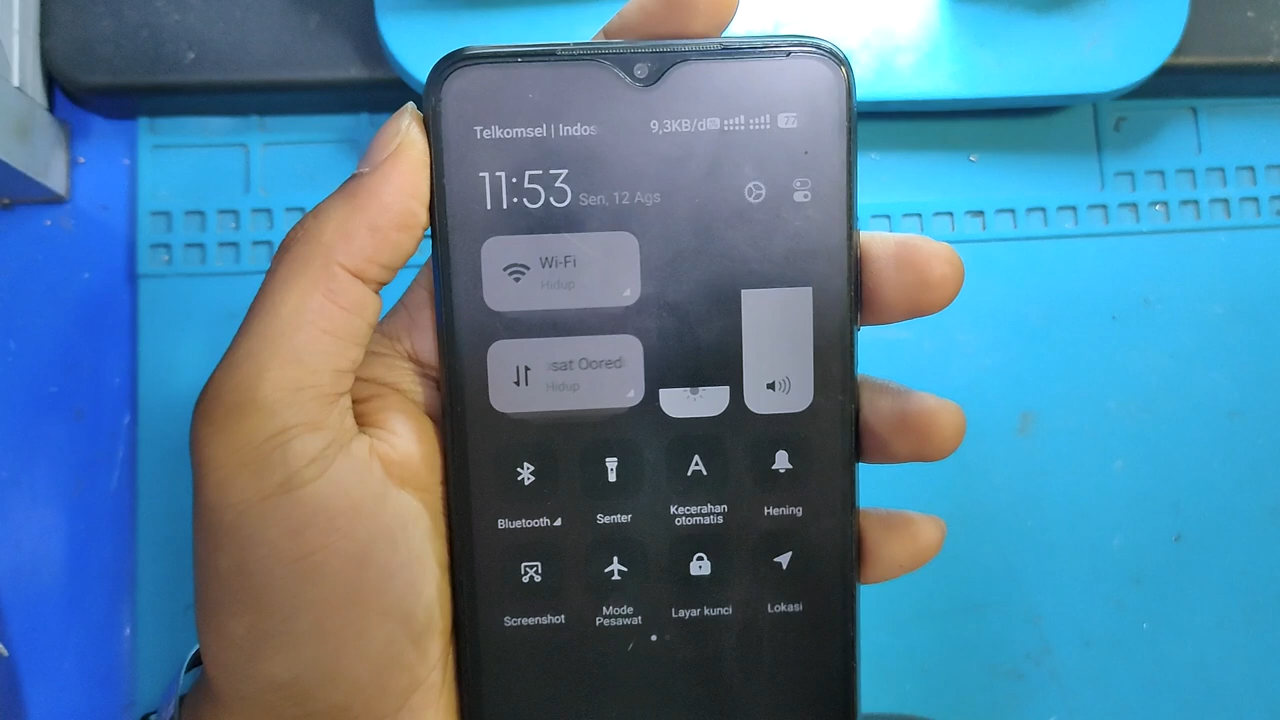 Telkomsel | Indos
9,3KB/d 77
11:53 Sen, 12 Ags
Wi-Fi
Hidup
sat Oored
Hidup
Bluetooth
Senter
Kecerahan
otomatis
Hening
Screenshot
Mode
Pesawat
Layar kunci
Lokasi